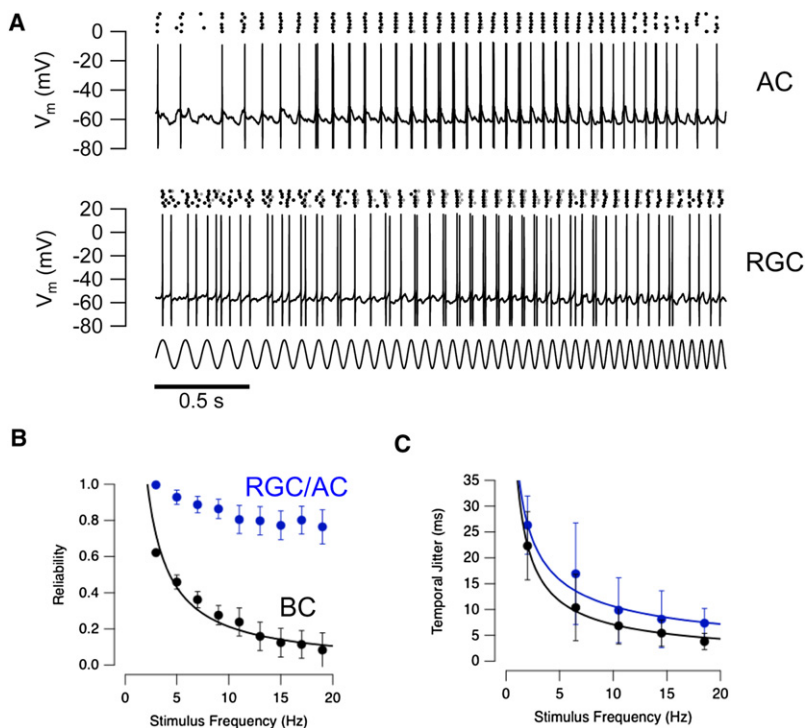 A
0
-20
-40
-60
-80
V_m (mV)
AC
20
0
-20
-40
-60
-80
V_m (mV)
RGC
0.5 s
B
1.0
0.8
0.6
0.4
0.2
0.0
Reliability
RGC/AC
BC
0 5 10 15 20
Stimulus Frequency (Hz)
C
35
30
25
20
15
10
5
0
Temporal Jitter (ms)
0 5 10 15 20
Stimulus Frequency (Hz)